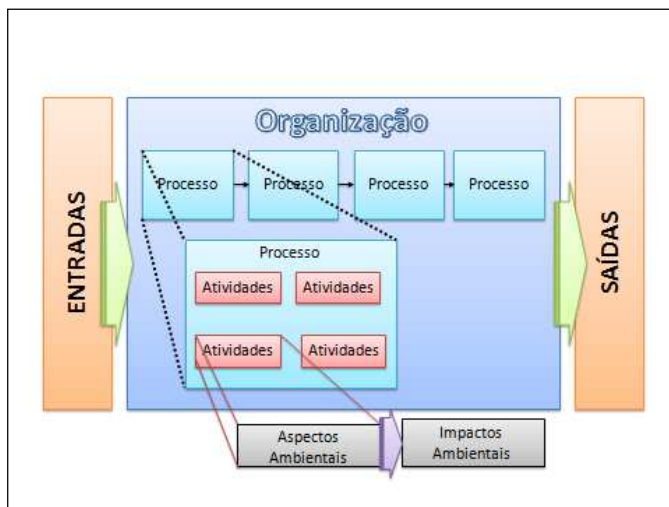 Organização
ENTRADAS
Processo
Processo
Processo
Processo
Processo
Atividades
Atividades
Atividades
Atividades
SAÍDAS
Aspectos
Ambientais
Impactos
Ambientais